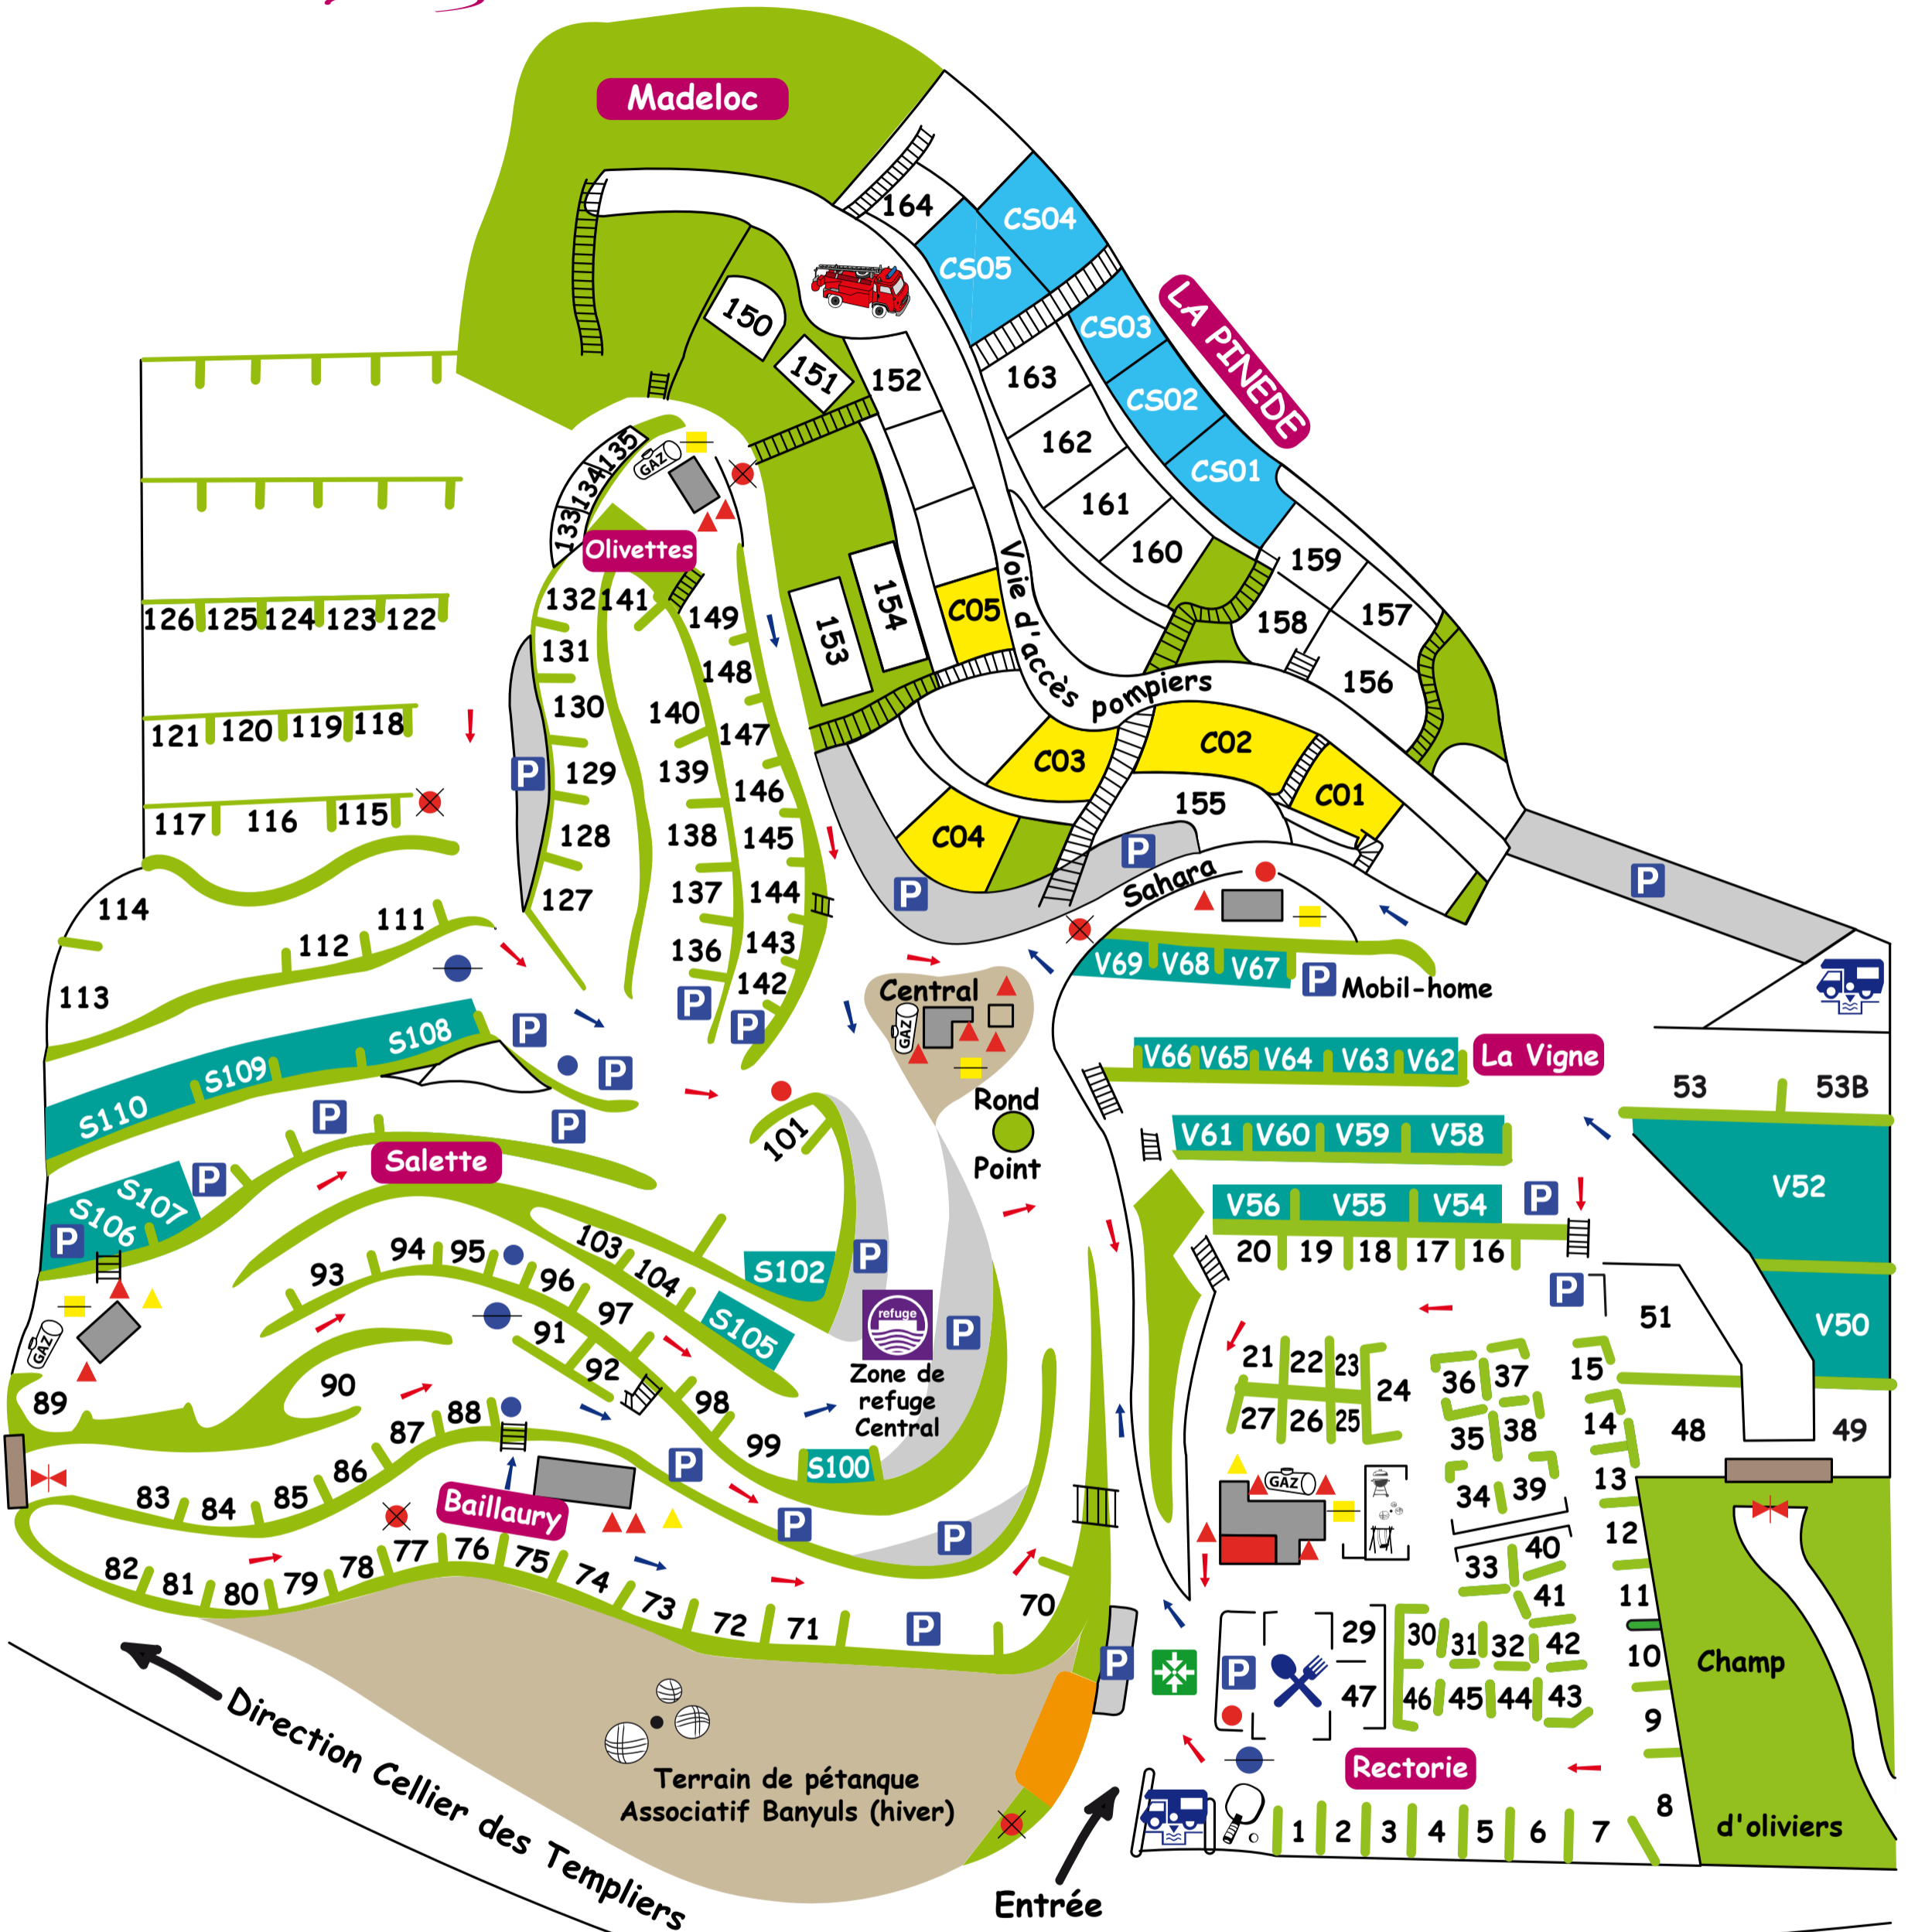 Madeloc
164
CS04
CS05
LA PINEDE
CS03
CS02
CS01
150
151
152
163
162
161
160
159
158
157
156
135
134
133
GAZ
Olivettes
153
154
C05
Voie d'accès pompiers
C03
C02
C01
C04
155
P
P
Sahara
P
132
141
149
131
148
130
140
147
P
129
139
146
128
138
145
127
137
144
136
143
142
P
P
126
125
124
123
122
121
120
119
118
117
116
115
114
113
112
111
V69
V68
V67
P
Mobil-home
Central
GAZ
Rond
Point
V66
V65
V64
V63
V62
La Vigne
53
53B
V61
V60
V59
V58
V52
V56
V55
V54
P
20
19
18
17
16
P
51
V50
S108
S109
S110
P
P
P
P
101
Salette
S107
S106
P
P
GAZ
93
94
95
96
97
103
104
S105
S102
P
P
refuge
Zone de
refuge
Central
91
92
98
99
S100
89
90
88
87
86
85
84
83
P
P
P
Baillaury
82
81
80
79
78
77
76
75
74
73
72
71
P
70
21
22
23
24
27
26
25
36
37
35
38
34
39
15
14
13
48
49
GAZ
33
40
41
12
11
10
9
8
29
30
31
32
42
47
46
45
44
43
P
P
Champ
d'oliviers
Rectorie
1
2
3
4
5
6
7
Terrain de pétanque
Associatif Banyuls (hiver)
Direction Cellier des Templiers
Entrée